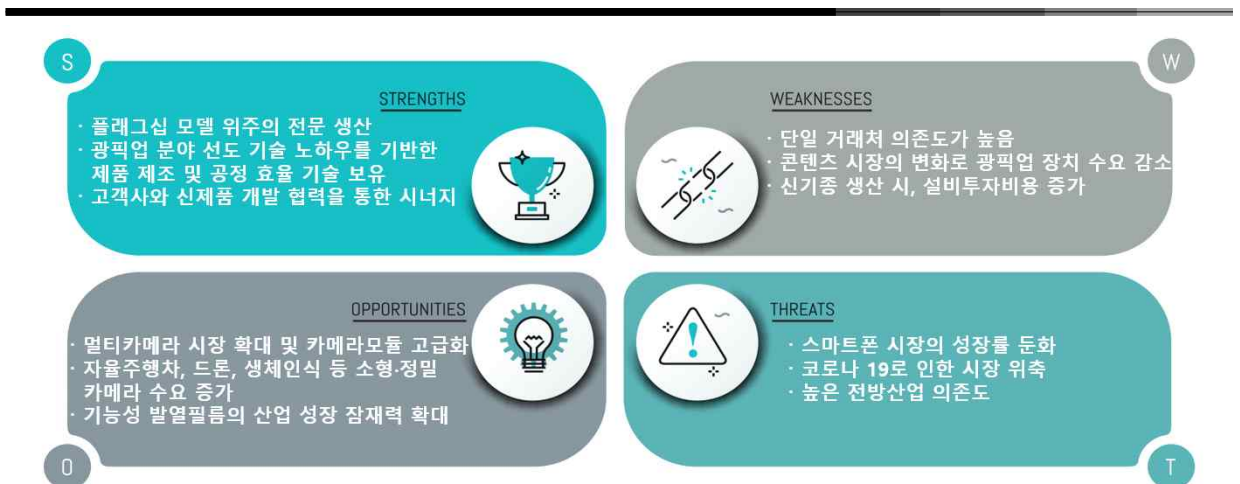 S
STRENGTHS
· 플래그십 모델 위주의 전문 생산
· 광픽업 분야 선도 기술 노하우를 기반한
제품 제조 및 공정 효율 기술 보유
· 고객사와 신제품 개발 협력을 통한 시너지
W
WEAKNESSES
· 단일 거래처 의존도가 높음
· 콘텐츠 시장의 변화로 광픽업 장치 수요 감소
· 신기종 생산 시, 설비투자비용 증가
OPPORTUNITIES
· 멀티카메라 시장 확대 및 카메라모듈 고급화
· 자율주행차, 드론, 생체인식 등 소형·정밀
카메라 수요 증가
· 기능성 발열필름의 산업 성장 잠재력 확대
O
THREATS
· 스마트폰 시장의 성장률 둔화
· 코로나 19로 인한 시장 위축
· 높은 전방산업 의존도
T